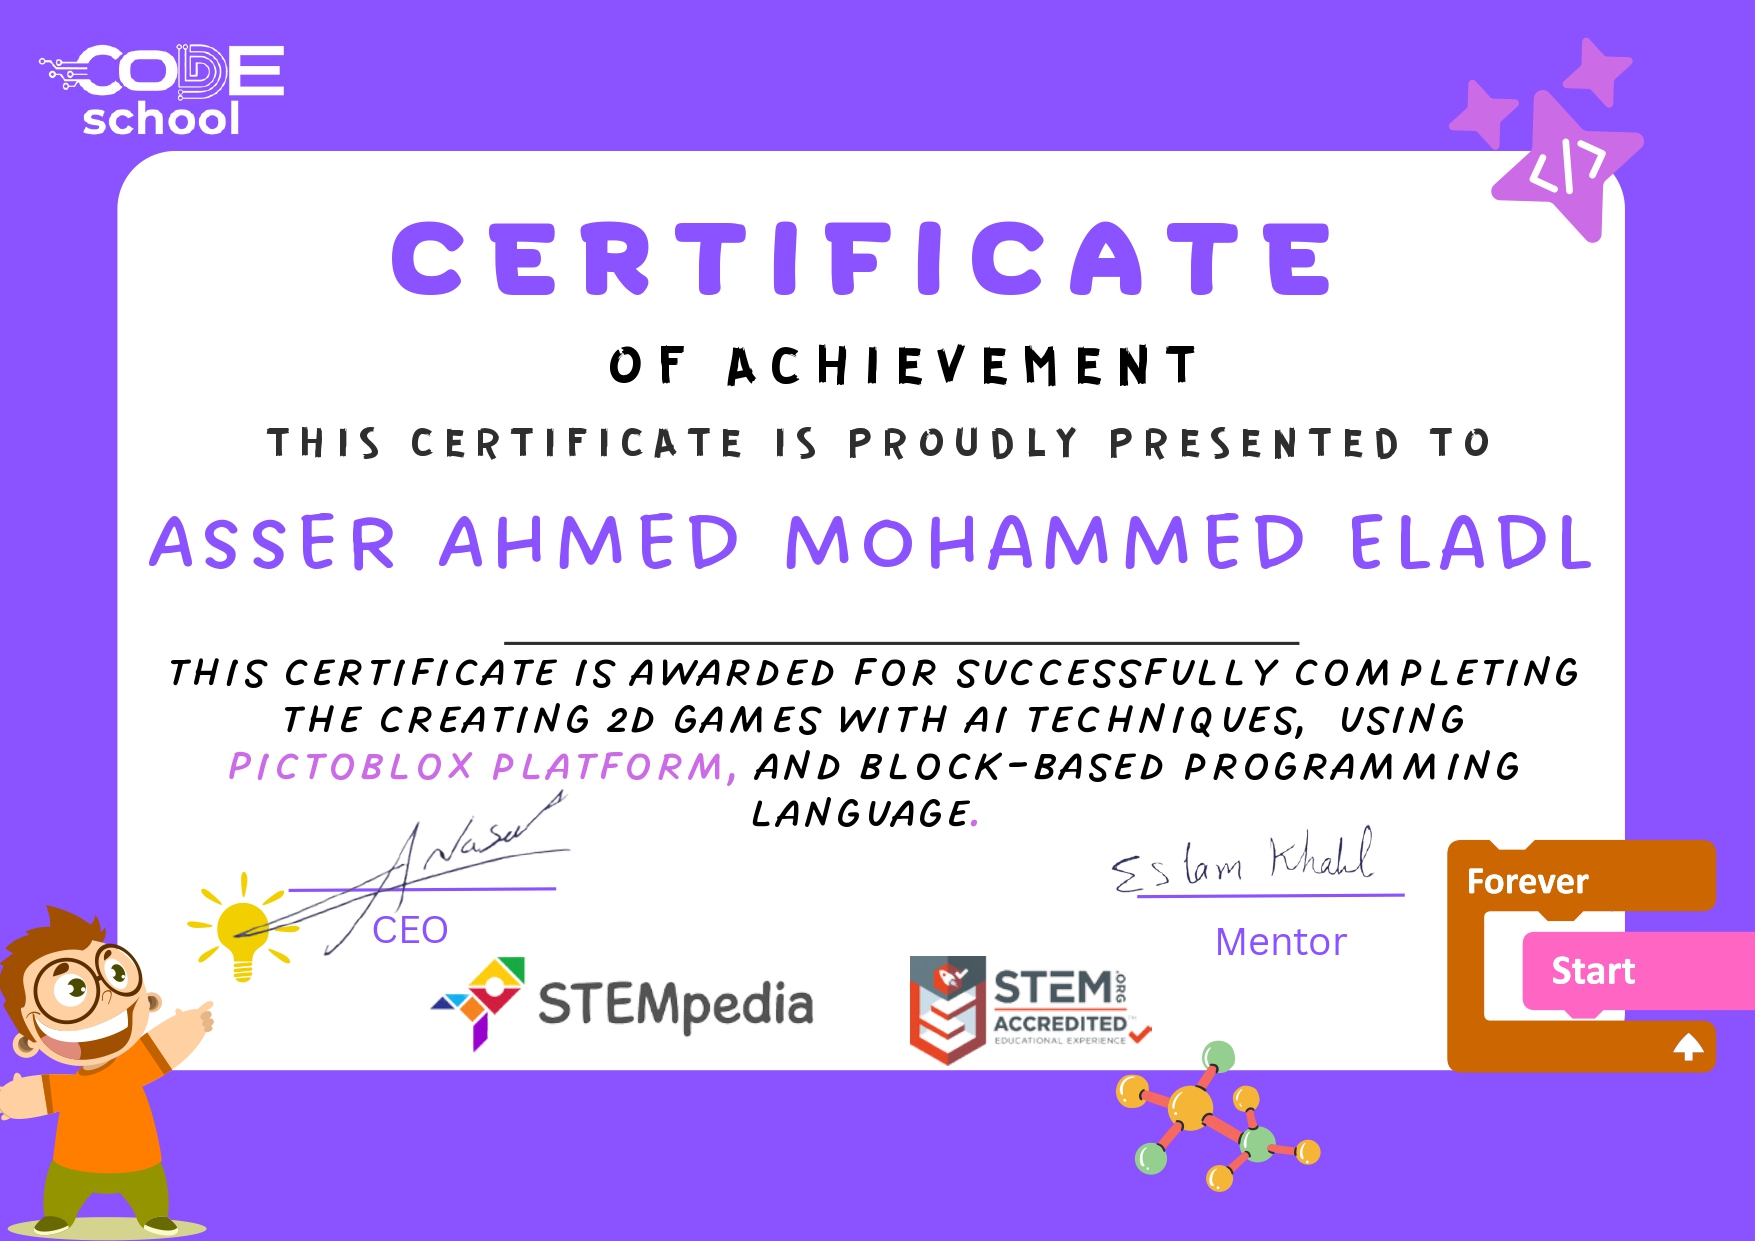 CODE
school
CERTIFICATE
OF ACHIEVEMENT
THIS CERTIFICATE IS PROUDLY PRESENTED TO
ASSER AHMED MOHAMMED ELADL
THIS CERTIFICATE IS AWARDED FOR SUCCESSFULLY COMPLETING
THE CREATING 2D GAMES WITH AI TECHNIQUES, USING
PICTOBLOX PLATFORM, AND BLOCK-BASED PROGRAMMING
LANGUAGE.
A Naser
Eslam Khalil
CEO
Mentor
Forever
Start
STEMpedia
STEM.ORG
ACCREDITED™
EDUCATIONAL EXPERIENCE